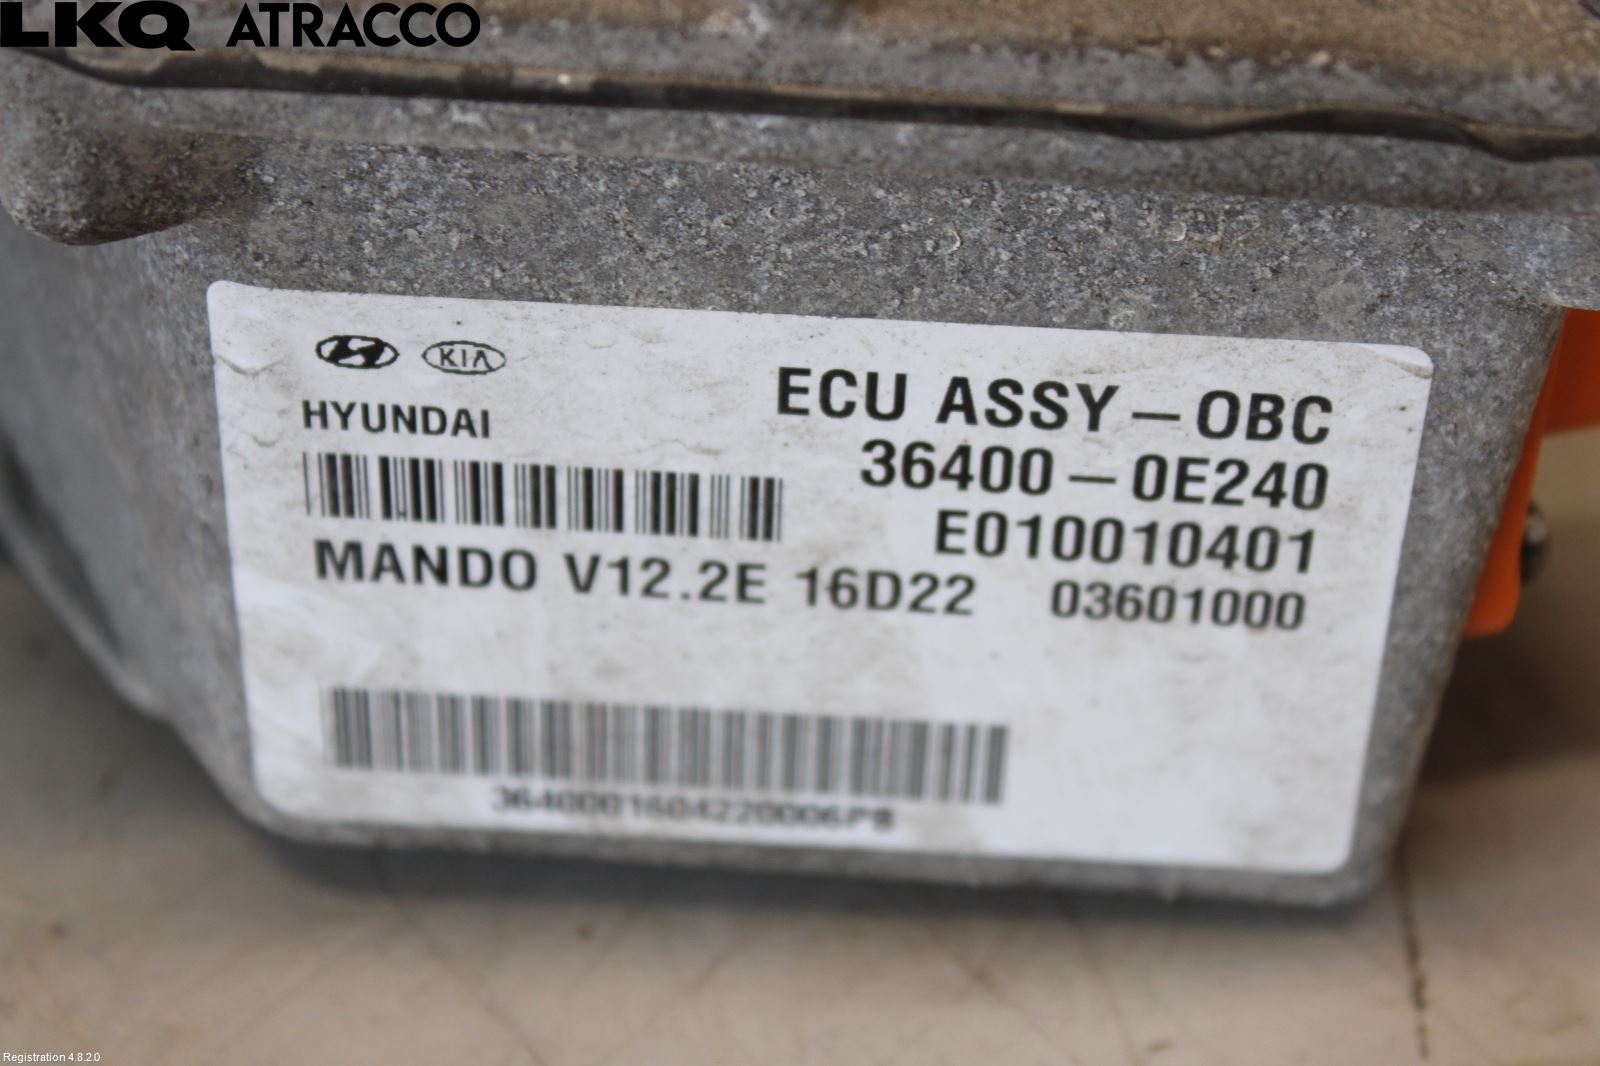 LKQ ATRACCO
KIA
HYUNDAI
ECU ASSY-OBC
36400-0E240
E010010401
MANDO V12.2E 16D22 03601000
3640001604220006P8
Registration 4.8.2.0